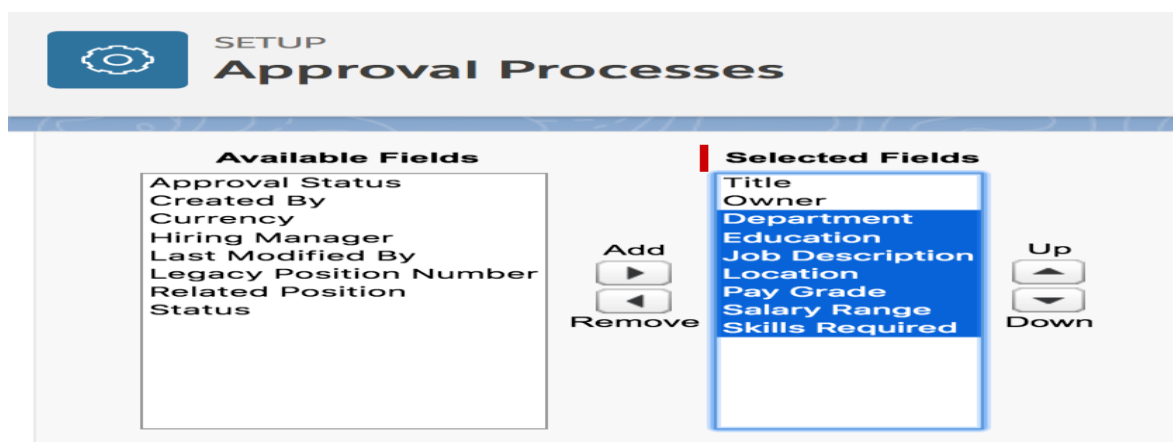 SETUP
Approval Processes
Available Fields
Selected Fields
Approval Status
Created By
Currency
Hiring Manager
Last Modified By
Legacy Position Number
Related Position
Status
Add
Remove
Title
Owner
Department
Education
Job Description
Location
Pay Grade
Salary Range
Skills Required
Up
Down